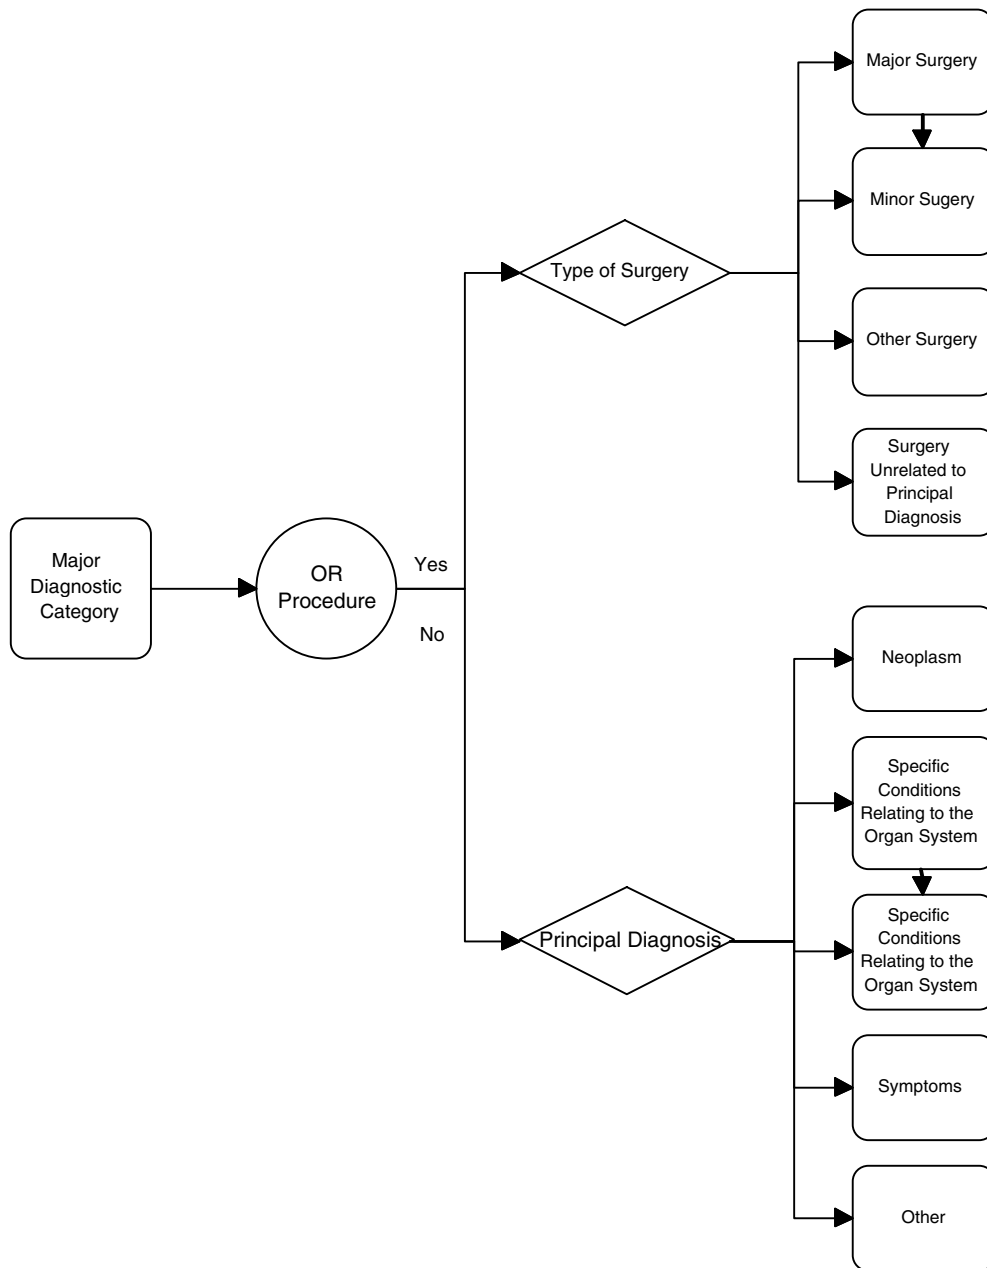 Major Surgery
Minor Sugery
Type of Surgery
Other Surgery
Surgery
Unrelated to
Principal
Diagnosis
Major
Diagnostic
Category
OR
Procedure
Yes
No
Neoplasm
Specific
Conditions
Relating to the
Organ System
Principal Diagnosis
Specific
Conditions
Relating to the
Organ System
Symptoms
Other